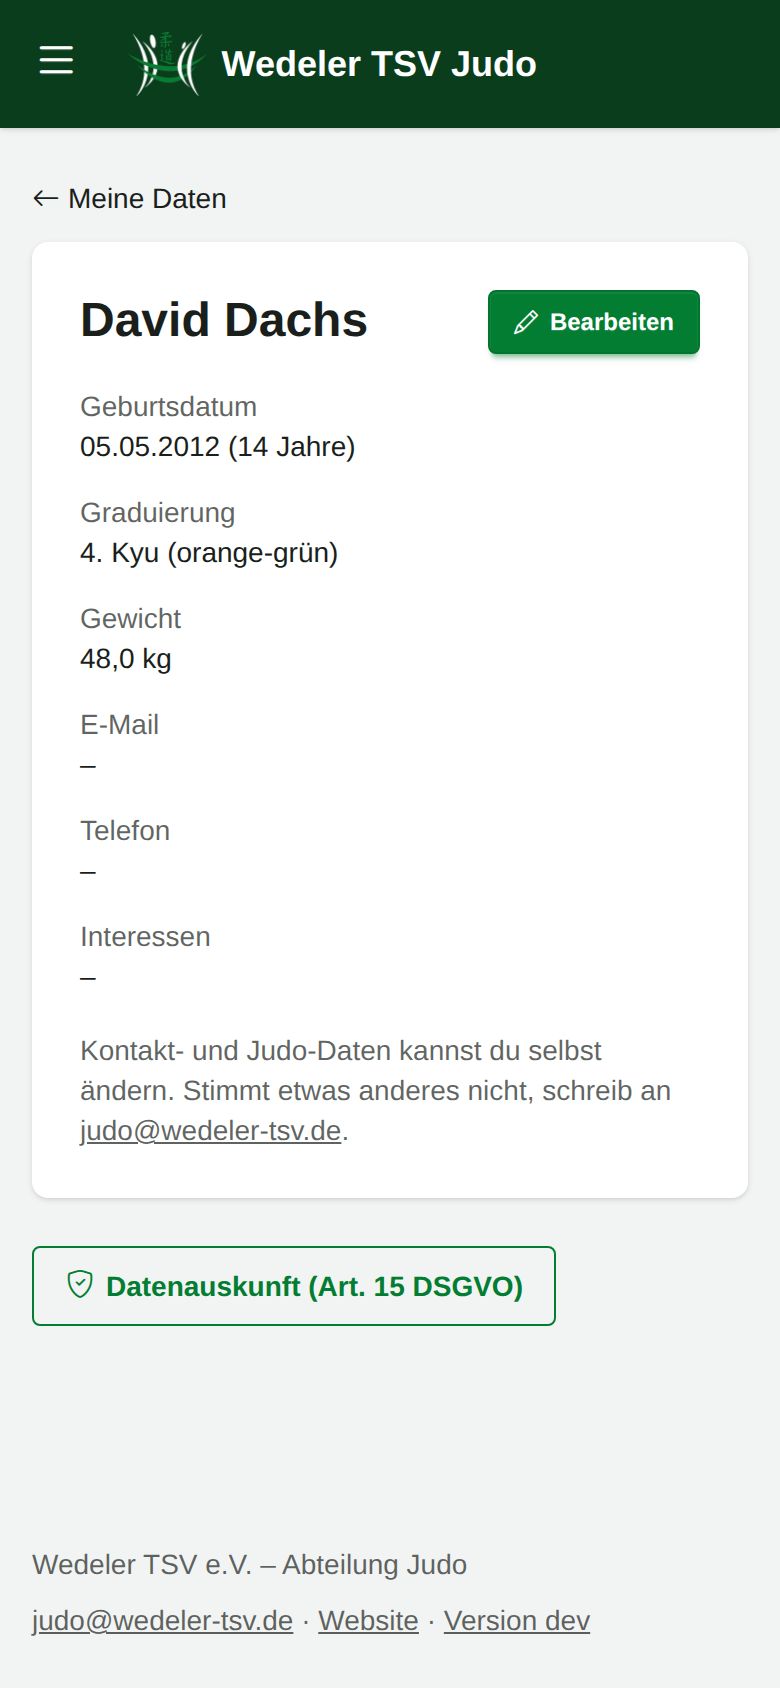 柔道
Wedeler TSV Judo
← Meine Daten
David Dachs
Bearbeiten
Geburtsdatum
05.05.2012 (14 Jahre)
Graduierung
4. Kyu (orange-grün)
Gewicht
48,0 kg
E-Mail
–
Telefon
–
Interessen
–
Kontakt- und Judo-Daten kannst du selbst
ändern. Stimmt etwas anderes nicht, schreib an
judo@wedeler-tsv.de.
Datenauskunft (Art. 15 DSGVO)
Wedeler TSV e.V. – Abteilung Judo
judo@wedeler-tsv.de · Website · Version dev